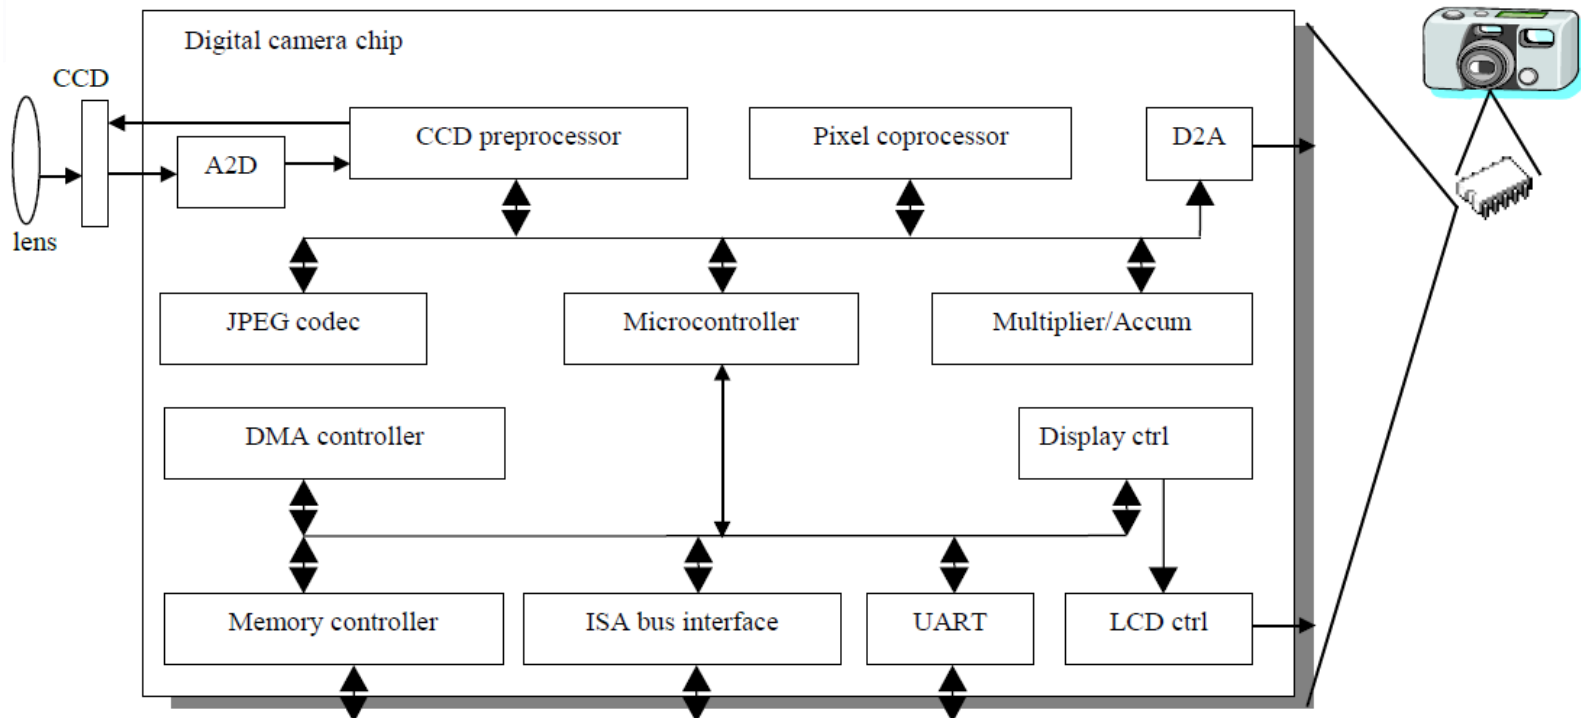 Digital camera chip
CCD
lens
A2D
CCD preprocessor
Pixel coprocessor
D2A
JPEG codec
Microcontroller
Multiplier/Accum
DMA controller
Display ctrl
Memory controller
ISA bus interface
UART
LCD ctrl